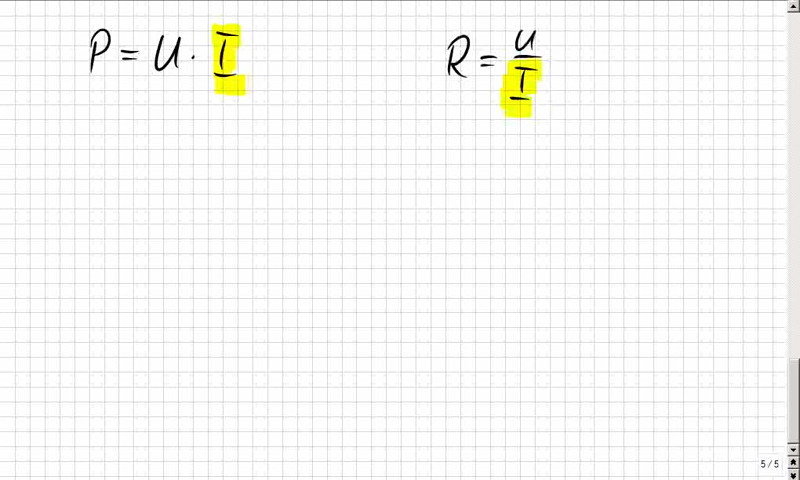 P = U · I
R = U/I
5/5